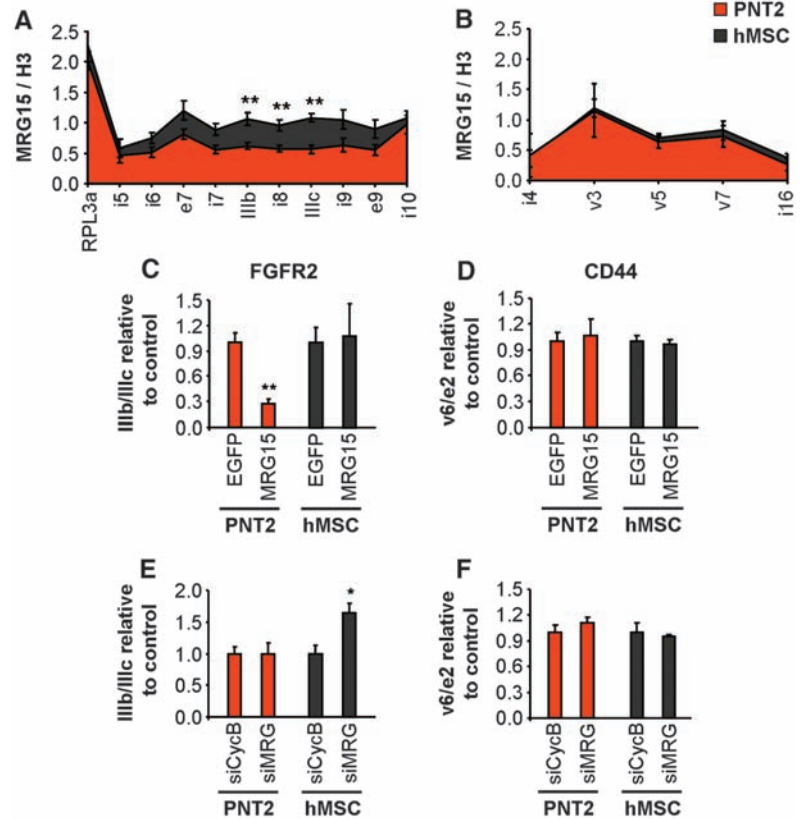 A
MRG15 / H3
2.5
2.0
1.5
1.0
0.5
0.0
** ** **
RPL3a i5 i6 e7 i7 IIIb i8 IIIc i9 e9 i10
B
PNT2
hMSC
MRG15 / H3
2.5
2.0
1.5
1.0
0.5
0.0
i4 v3 v5 v7 i16
C
FGFR2
IIIb/IIIc relative
to control
1.5
1.2
0.9
0.6
0.3
0.0
**
EGFP MRG15 EGFP MRG15
PNT2 hMSC
D
CD44
v6/e2 relative
to control
1.5
1.2
0.9
0.6
0.3
0.0
EGFP MRG15 EGFP MRG15
PNT2 hMSC
E
IIIb/IIIc relative
to control
2.0
1.5
1.0
0.5
0.0
*
siCycB siMRG siCycB siMRG
PNT2 hMSC
F
v6/e2 relative
to control
1.5
1.2
0.9
0.6
0.3
0.0
siCycB siMRG siCycB siMRG
PNT2 hMSC